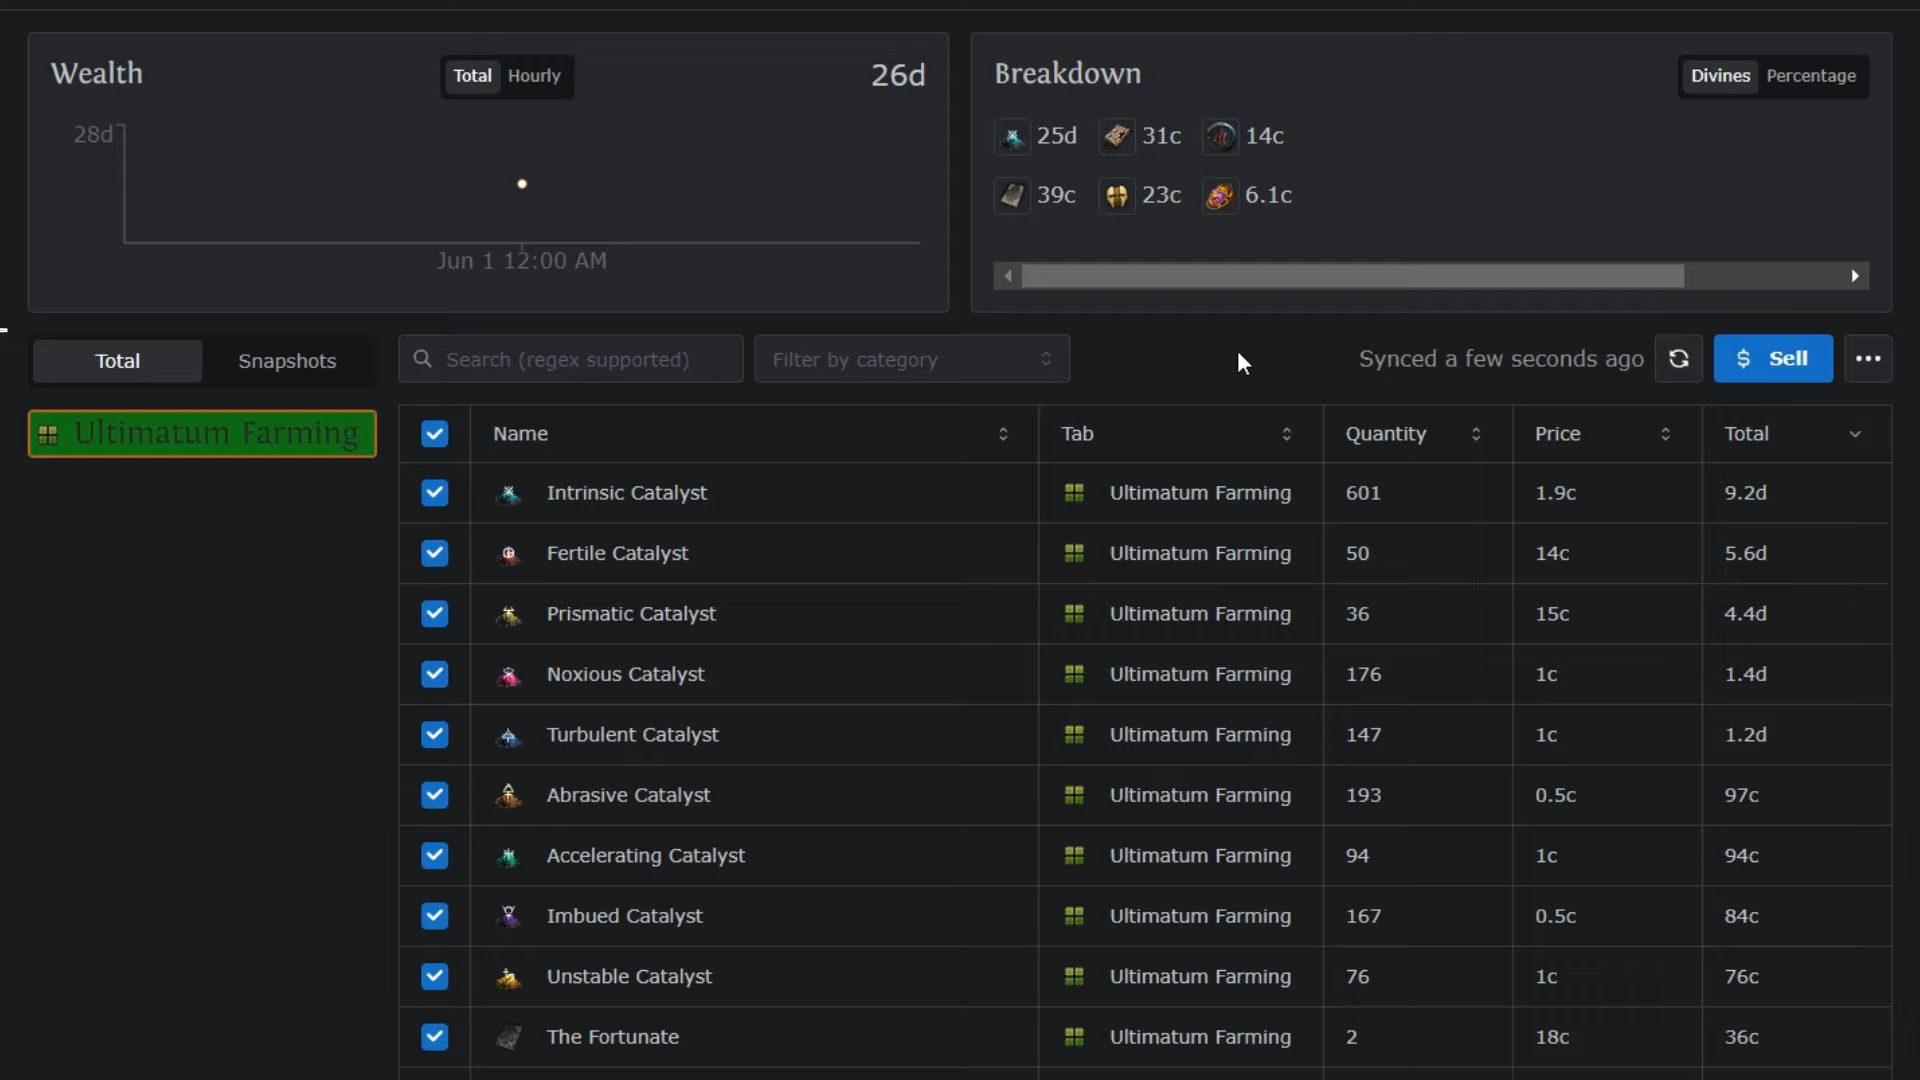 Wealth
Total Hourly
26d
28d
Jun 1 12:00 AM
Breakdown
Divines Percentage
25d 31c 14c
39c 23c 6.1c
Total Snapshots
Search (regex supported)
Filter by category
Synced a few seconds ago
$ Sell
Ultimatum Farming
Name Tab Quantity Price Total
Intrinsic Catalyst Ultimatum Farming 601 1.9c 9.2d
Fertile Catalyst Ultimatum Farming 50 14c 5.6d
Prismatic Catalyst Ultimatum Farming 36 15c 4.4d
Noxious Catalyst Ultimatum Farming 176 1c 1.4d
Turbulent Catalyst Ultimatum Farming 147 1c 1.2d
Abrasive Catalyst Ultimatum Farming 193 0.5c 97c
Accelerating Catalyst Ultimatum Farming 94 1c 94c
Imbued Catalyst Ultimatum Farming 167 0.5c 84c
Unstable Catalyst Ultimatum Farming 76 1c 76c
The Fortunate Ultimatum Farming 2 18c 36c